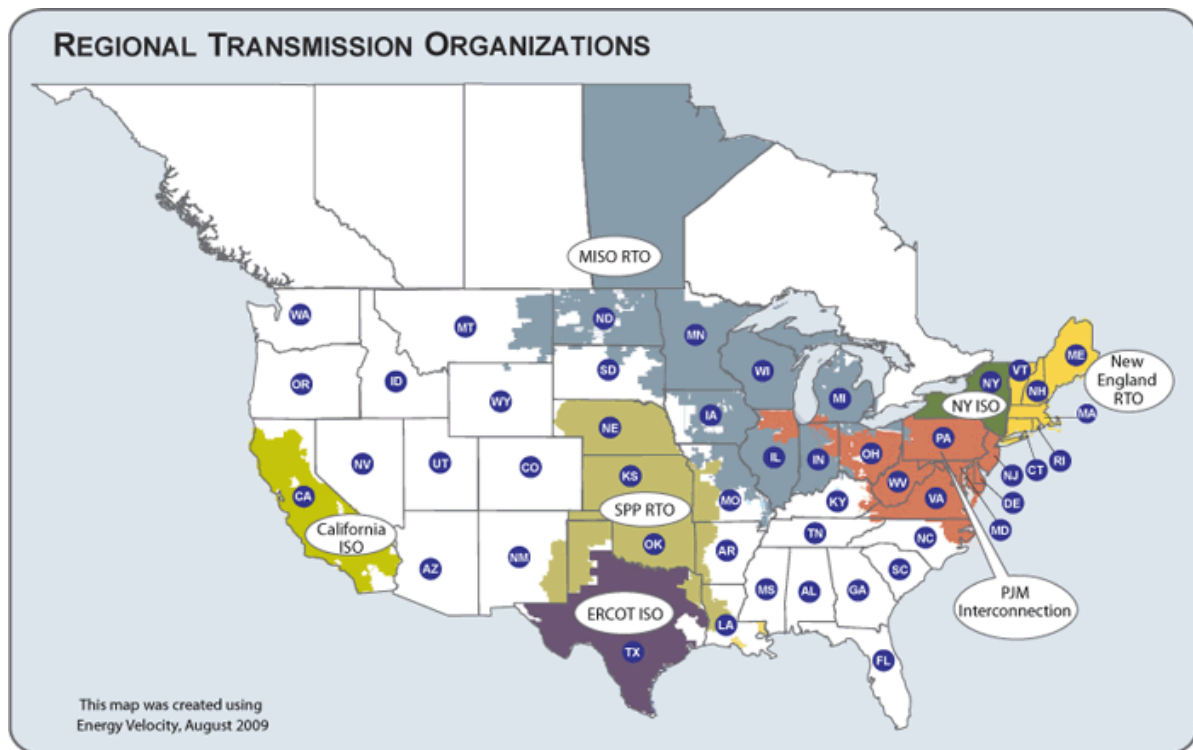 REGIONAL TRANSMISSION ORGANIZATIONS
MISO RTO
WA
MT
ND
MN
ME
VT
New
England
RTO
OR
ID
SD
WI
MI
NY
NH
WY
NY ISO
MA
IA
NE
PA
NV
UT
CO
IL
IN
OH
RI
KS
WV
NJ
CT
CA
MO
KY
VA
DE
SPP RTO
California
ISO
MD
TN
NC
OK
AR
AZ
NM
SC
MS
AL
GA
PJM
Interconnection
ERCOT ISO
LA
TX
FL
This map was created using
Energy Velocity, August 2009